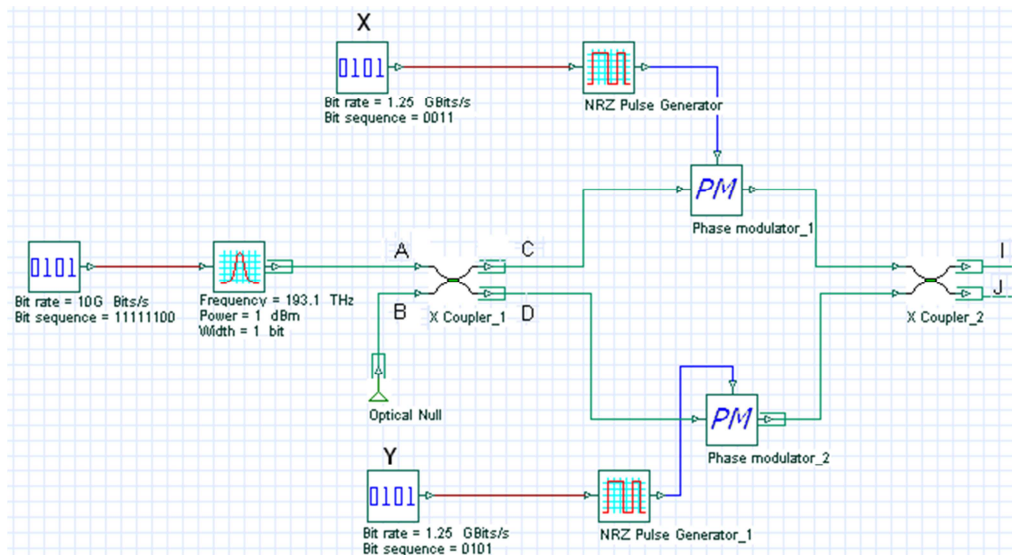 X
0101
Bit rate = 1.25 GBits/s
Bit sequence = 0011
NRZ Pulse Generator
PM
Phase modulator_1
0101
Bit rate = 10G Bits/s
Bit sequence = 11111100
Frequency = 193.1 THz
Power = 1 dBm
Width = 1 bit
A
B
X Coupler_1
C
D
I
J
X Coupler_2
Optical Null
PM
Phase modulator_2
Y
0101
Bit rate = 1.25 GBits/s
Bit sequence = 0101
NRZ Pulse Generator_1